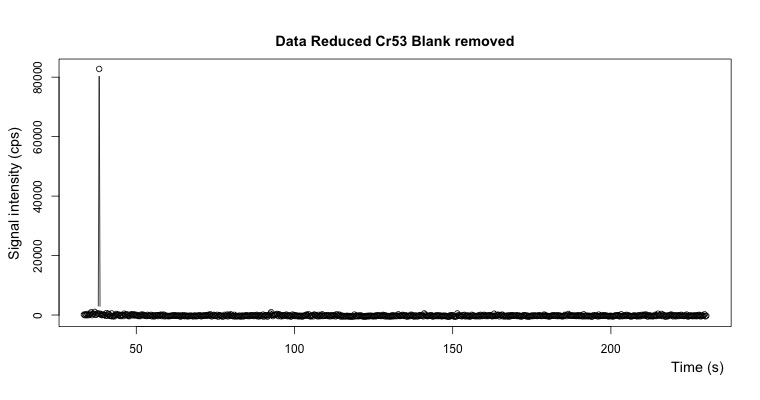 Data Reduced Cr53 Blank removed
Signal intensity (cps)
80000
60000
40000
20000
0
50 100 150 200
Time (s)